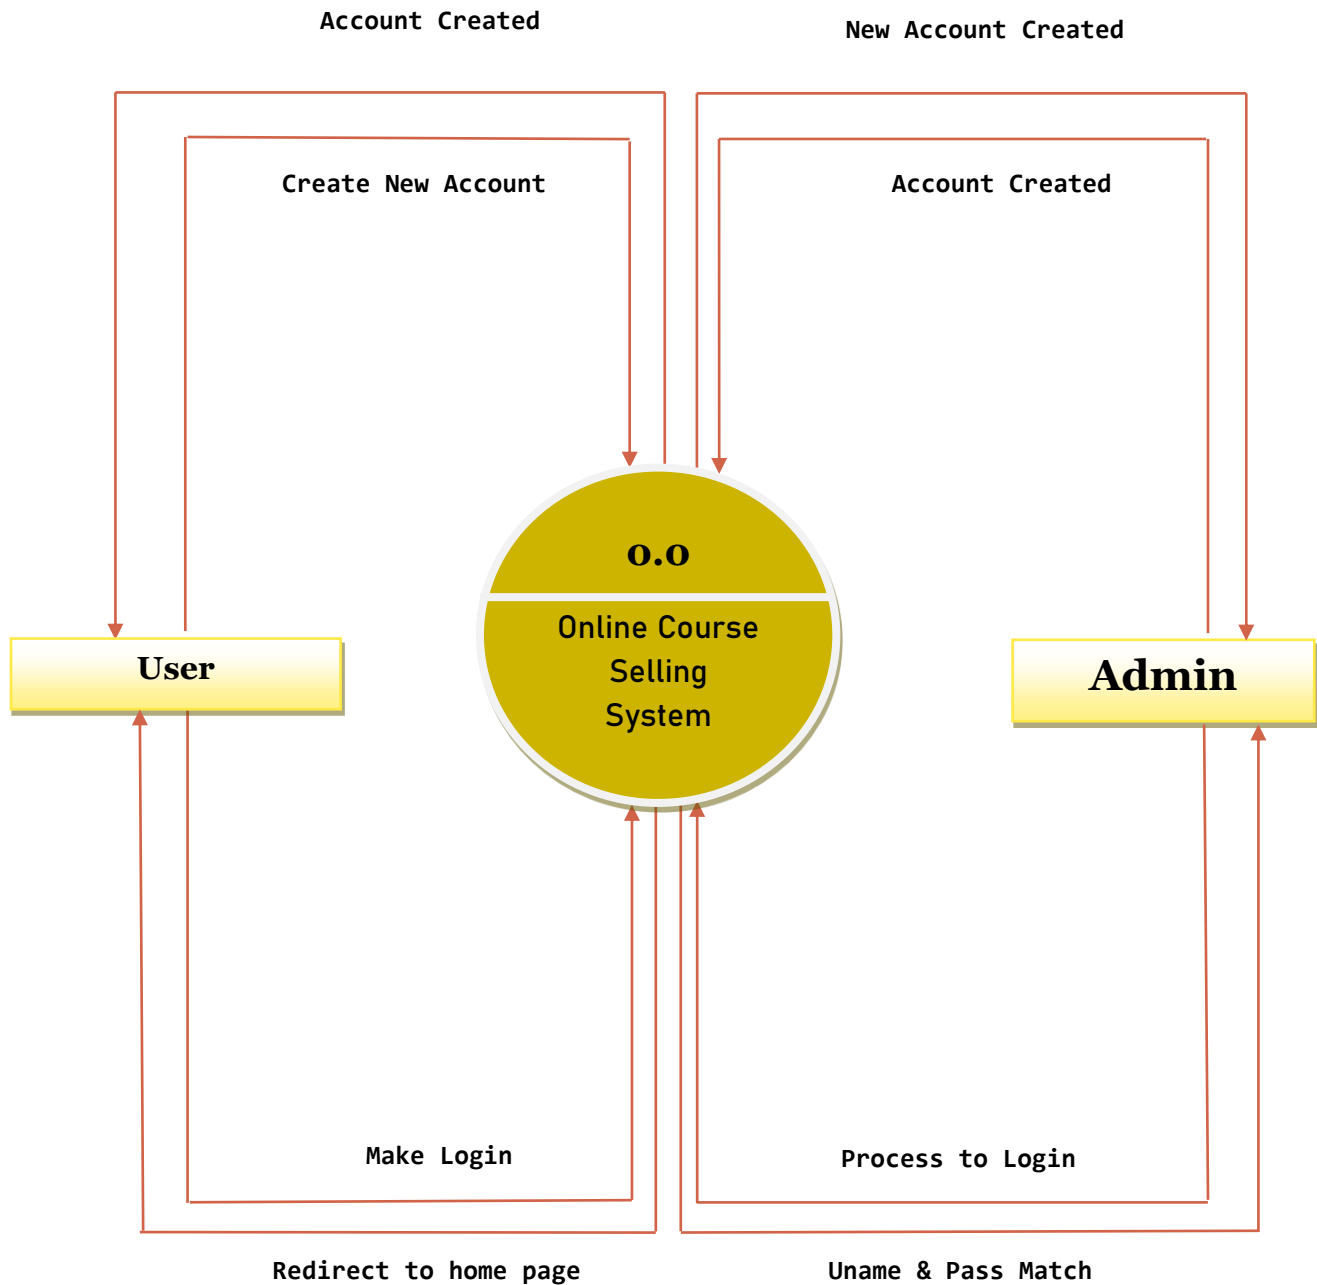 Account Created
New Account Created
Create New Account
Account Created
0.0
Online Course
Selling
System
User
Admin
Make Login
Process to Login
Redirect to home page
Uname & Pass Match